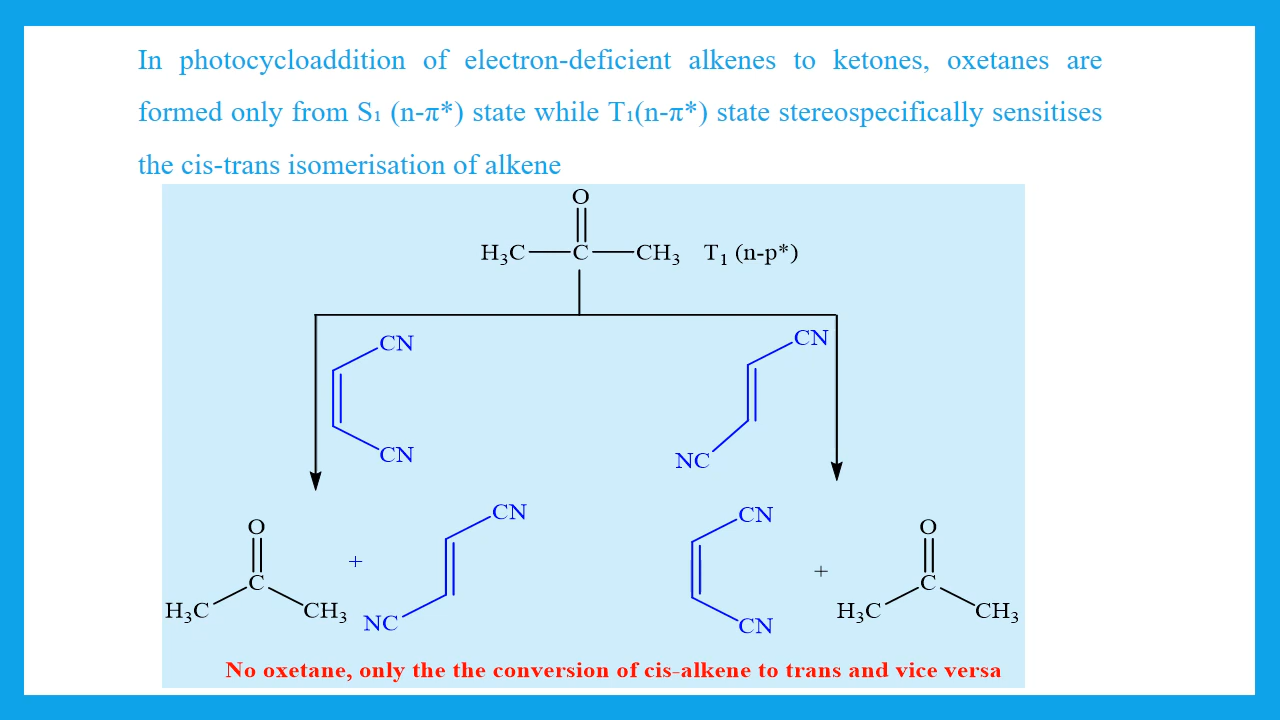 In photocycloaddition of electron-deficient alkenes to ketones, oxetanes are
formed only from S₁ (n-π*) state while T₁(n-π*) state stereospecifically sensitises
the cis-trans isomerisation of alkene
O
H₃C C CH₃ T₁ (n-p*)
CN CN
CN NC
CN CN
O O
+ +
C C
H₃C CH₃ NC CN H₃C CH₃
No oxetane, only the the conversion of cis-alkene to trans and vice versa